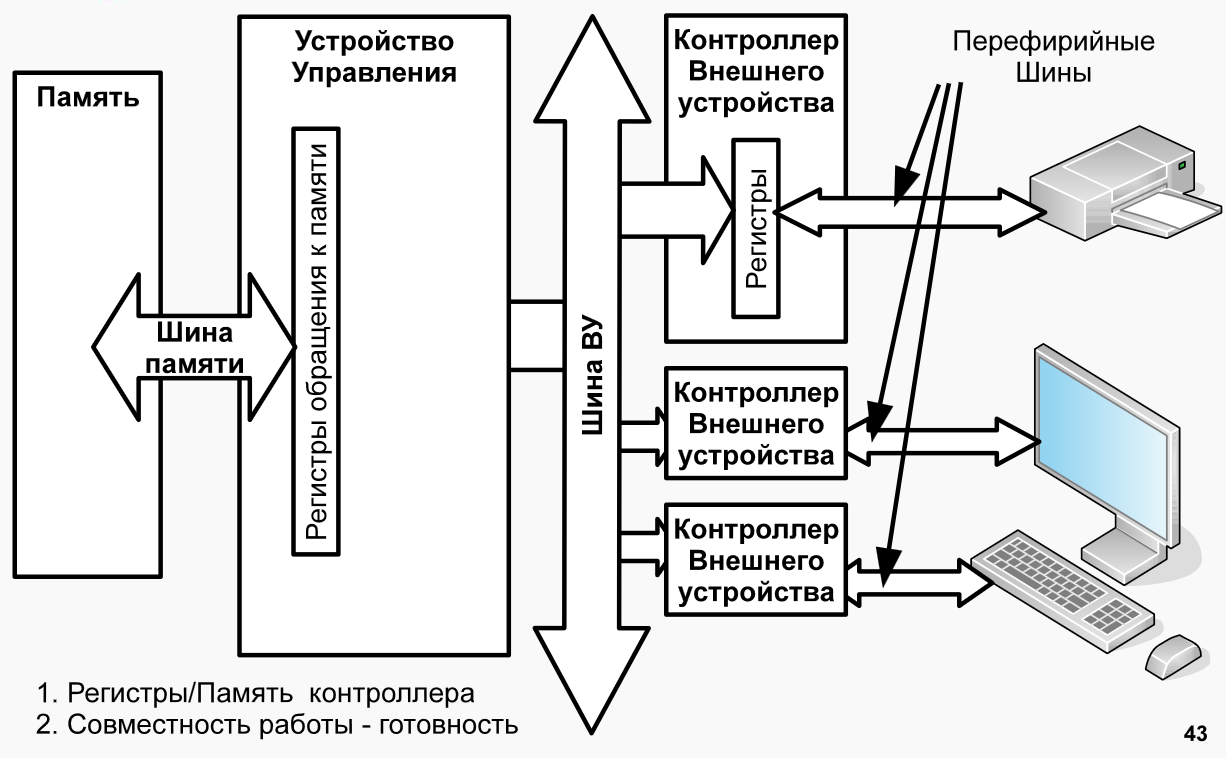 Память
Устройство
Управления
Регистры обращения к памяти
Шина
памяти
Шина ВУ
Контроллер
Внешнего
устройства
Регистры
Контроллер
Внешнего
устройства
Контроллер
Внешнего
устройства
Перефирийные
Шины
1. Регистры/Память контроллера
2. Совместность работы - готовность
43